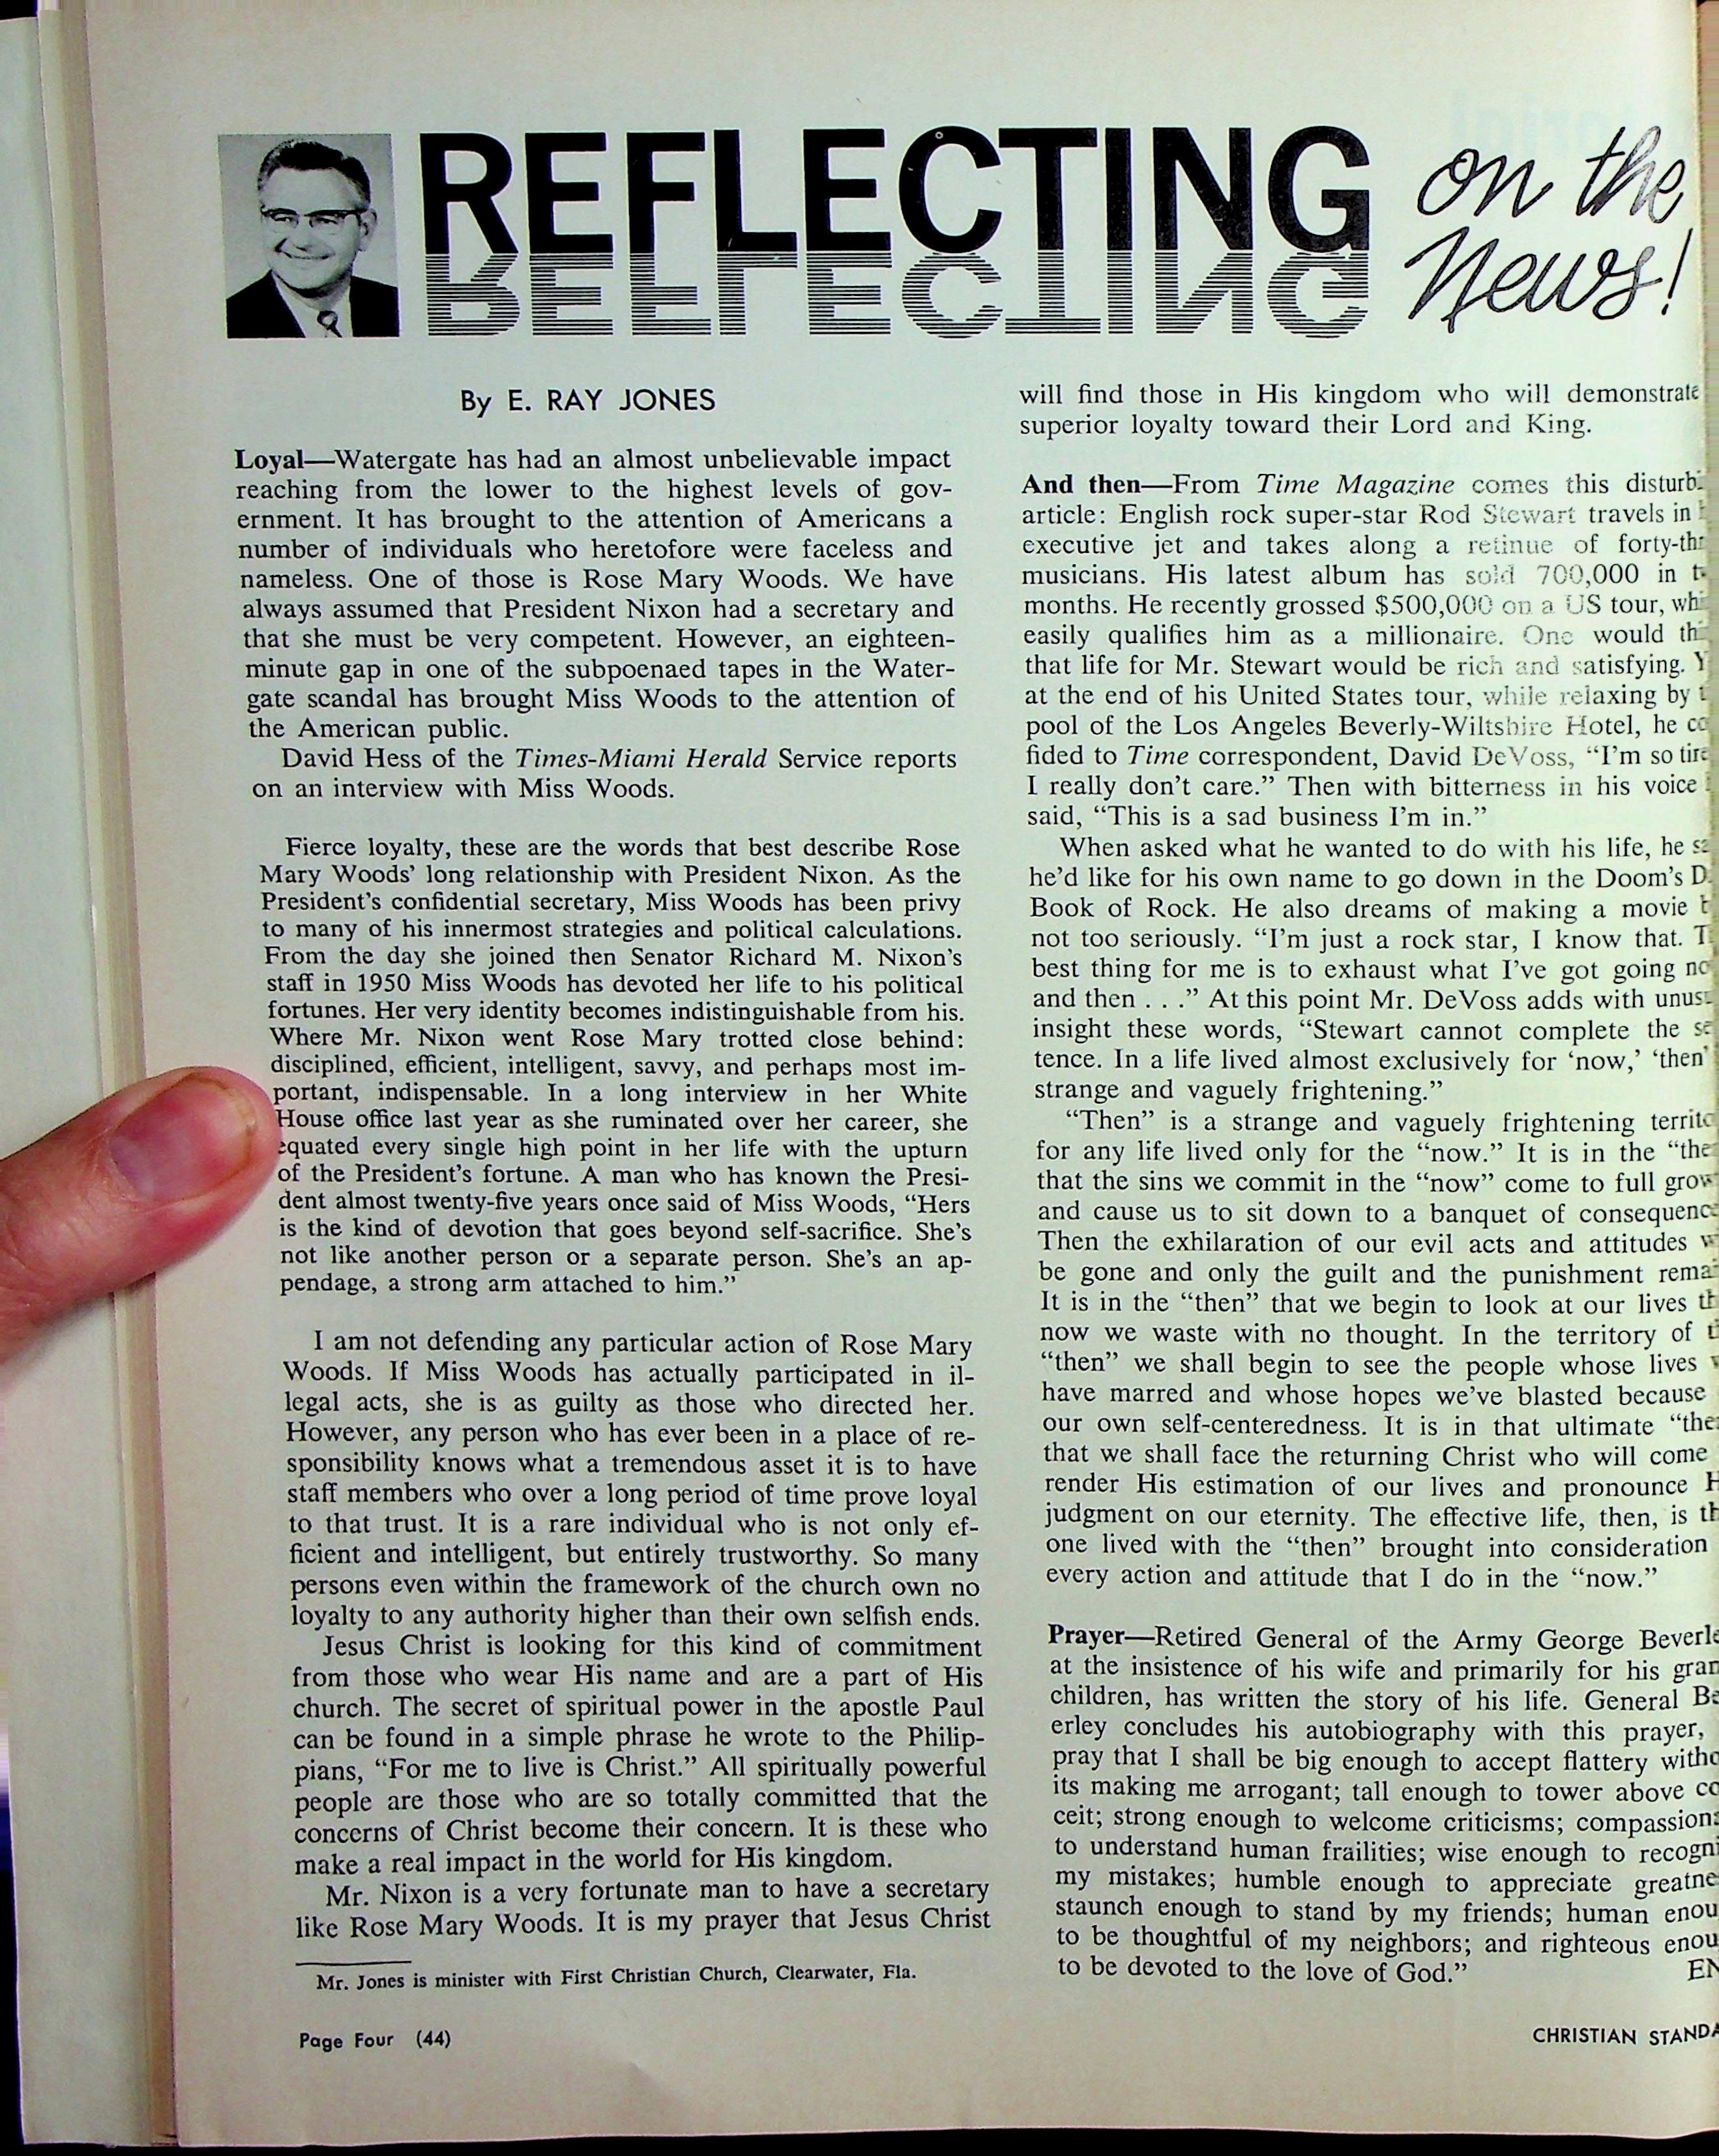 REFLECTING on the News!
By E. RAY JONES
Loyal—Watergate has had an almost unbelievable impact
reaching from the lower to the highest levels of gov-
ernment. It has brought to the attention of Americans a
number of individuals who heretofore were faceless and
nameless. One of those is Rose Mary Woods. We have
always assumed that President Nixon had a secretary and
that she must be very competent. However, an eighteen-
minute gap in one of the subpoenaed tapes in the Water-
gate scandal has brought Miss Woods to the attention of
the American public.
David Hess of the Times-Miami Herald Service reports
on an interview with Miss Woods.
Fierce loyalty, these are the words that best describe Rose
Mary Woods' long relationship with President Nixon. As the
President's confidential secretary, Miss Woods has been privy
to many of his innermost strategies and political calculations.
From the day she joined then Senator Richard M. Nixon's
staff in 1950 Miss Woods has devoted her life to his political
fortunes. Her very identity becomes indistinguishable from his.
Where Mr. Nixon went Rose Mary trotted close behind:
disciplined, efficient, intelligent, savvy, and perhaps most im-
portant, indispensable. In a long interview in her White
House office last year as she ruminated over her career, she
equated every single high point in her life with the upturn
of the President's fortune. A man who has known the Presi-
dent almost twenty-five years once said of Miss Woods, "Hers
is the kind of devotion that goes beyond self-sacrifice. She's
not like another person or a separate person. She's an ap-
pendage, a strong arm attached to him."
I am not defending any particular action of Rose Mary
Woods. If Miss Woods has actually participated in il-
legal acts, she is as guilty as those who directed her.
However, any person who has ever been in a place of re-
sponsibility knows what a tremendous asset it is to have
staff members who over a long period of time prove loyal
to that trust. It is a rare individual who is not only ef-
ficient and intelligent, but entirely trustworthy. So many
persons even within the framework of the church own no
loyalty to any authority higher than their own selfish ends.
Jesus Christ is looking for this kind of commitment
from those who wear His name and are a part of His
church. The secret of spiritual power in the apostle Paul
can be found in a simple phrase he wrote to the Philip-
pians, "For me to live is Christ." All spiritually powerful
people are those who are so totally committed that the
concerns of Christ become their concern. It is these who
make a real impact in the world for His kingdom.
Mr. Nixon is a very fortunate man to have a secretary
like Rose Mary Woods. It is my prayer that Jesus Christ
Mr. Jones is minister with First Christian Church, Clearwater, Fla.
Page Four (44)
will find those in His kingdom who will demonstrate
superior loyalty toward their Lord and King.
And then—From Time Magazine comes this
article: English rock super-star Rod Stewart travels in
executive jet and takes along a retinue of
musicians. His latest album has sold 700,000 in
months. He recently grossed $500,000 on a US tour,
easily qualifies him as a millionaire. One would
that life for Mr. Stewart would be rich and satisfying.
at the end of his United States tour, while relaxing by
pool of the Los Angeles Beverly-Wiltshire Hotel, he
fided to Time correspondent, David DeVoss, "I'm so
I really don't care." Then with bitterness in his voice
said, "This is a sad business I'm in."
When asked what he wanted to do with his life, he
he'd like for his own name to go down in the Doom's
Book of Rock. He also dreams of making a movie
not too seriously. "I'm just a rock star, I know that.
best thing for me is to exhaust what I've got going
and then . . ." At this point Mr. DeVoss adds with
insight these words, "Stewart cannot complete the
tence. In a life lived almost exclusively for 'now,' 'then'
strange and vaguely frightening."
"Then" is a strange and vaguely frightening
for any life lived only for the "now." It is in the
that the sins we commit in the "now" come to full
and cause us to sit down to a banquet of
Then the exhilaration of our evil acts and attitudes
be gone and only the guilt and the punishment
It is in the "then" that we begin to look at our lives
now we waste with no thought. In the territory of
"then" we shall begin to see the people whose lives
have marred and whose hopes we've blasted because
our own self-centeredness. It is in that ultimate
that we shall face the returning Christ who will come
render His estimation of our lives and pronounce
judgment on our eternity. The effective life, then, is
one lived with the "then" brought into consideration
every action and attitude that I do in the "now."
Prayer—Retired General of the Army George
at the insistence of his wife and primarily for his
children, has written the story of his life. General
erley concludes his autobiography with this prayer,
pray that I shall be big enough to accept flattery
its making me arrogant; tall enough to tower above
ceit; strong enough to welcome criticisms;
to understand human frailities; wise enough to
my mistakes; humble enough to appreciate
staunch enough to stand by my friends; human
to be thoughtful of my neighbors; and righteous
to be devoted to the love of God."
CHRISTIAN